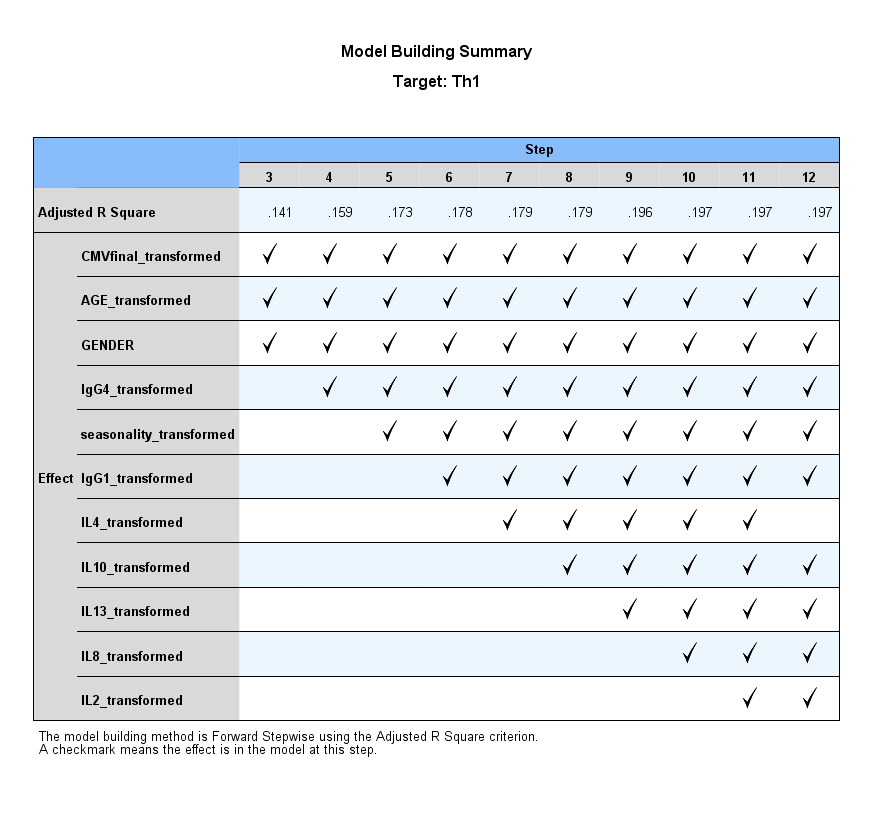 Model Building Summary
Target: Th1
Step
3 4 5 6 7 8 9 10 11 12
Adjusted R Square .141 .159 .173 .178 .179 .179 .196 .197 .197 .197
CMVfinal_transformed ✓ ✓ ✓ ✓ ✓ ✓ ✓ ✓ ✓ ✓
AGE_transformed ✓ ✓ ✓ ✓ ✓ ✓ ✓ ✓ ✓ ✓
GENDER ✓ ✓ ✓ ✓ ✓ ✓ ✓ ✓ ✓ ✓
IgG4_transformed ✓ ✓ ✓ ✓ ✓ ✓ ✓ ✓ ✓
seasonality_transformed ✓ ✓ ✓ ✓ ✓ ✓ ✓ ✓
Effect IgG1_transformed ✓ ✓ ✓ ✓ ✓ ✓ ✓
IL4_transformed ✓ ✓ ✓ ✓ ✓
IL10_transformed ✓ ✓ ✓ ✓ ✓
IL13_transformed ✓ ✓ ✓ ✓
IL8_transformed ✓ ✓ ✓
IL2_transformed ✓ ✓
The model building method is Forward Stepwise using the Adjusted R Square criterion.
A checkmark means the effect is in the model at this step.